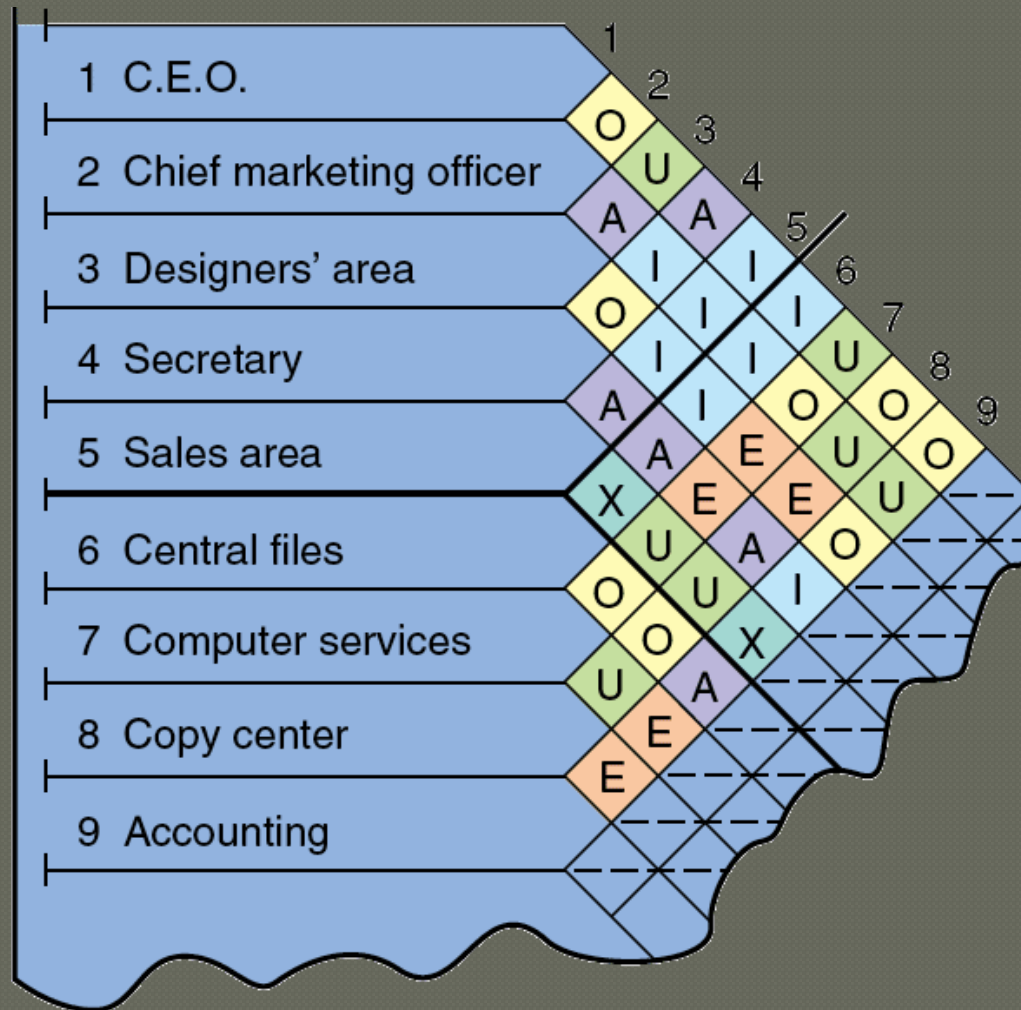 1
1 C.E.O. 2
O 3
2 Chief marketing officer U 4
A A 5
3 Designers’ area I I 6
O I I 7
4 Secretary I I U 8
A I O O 9
5 Sales area A E U O
X E E U
6 Central files U A O
O U I
7 Computer services O X
U A
8 Copy center E
E
9 Accounting